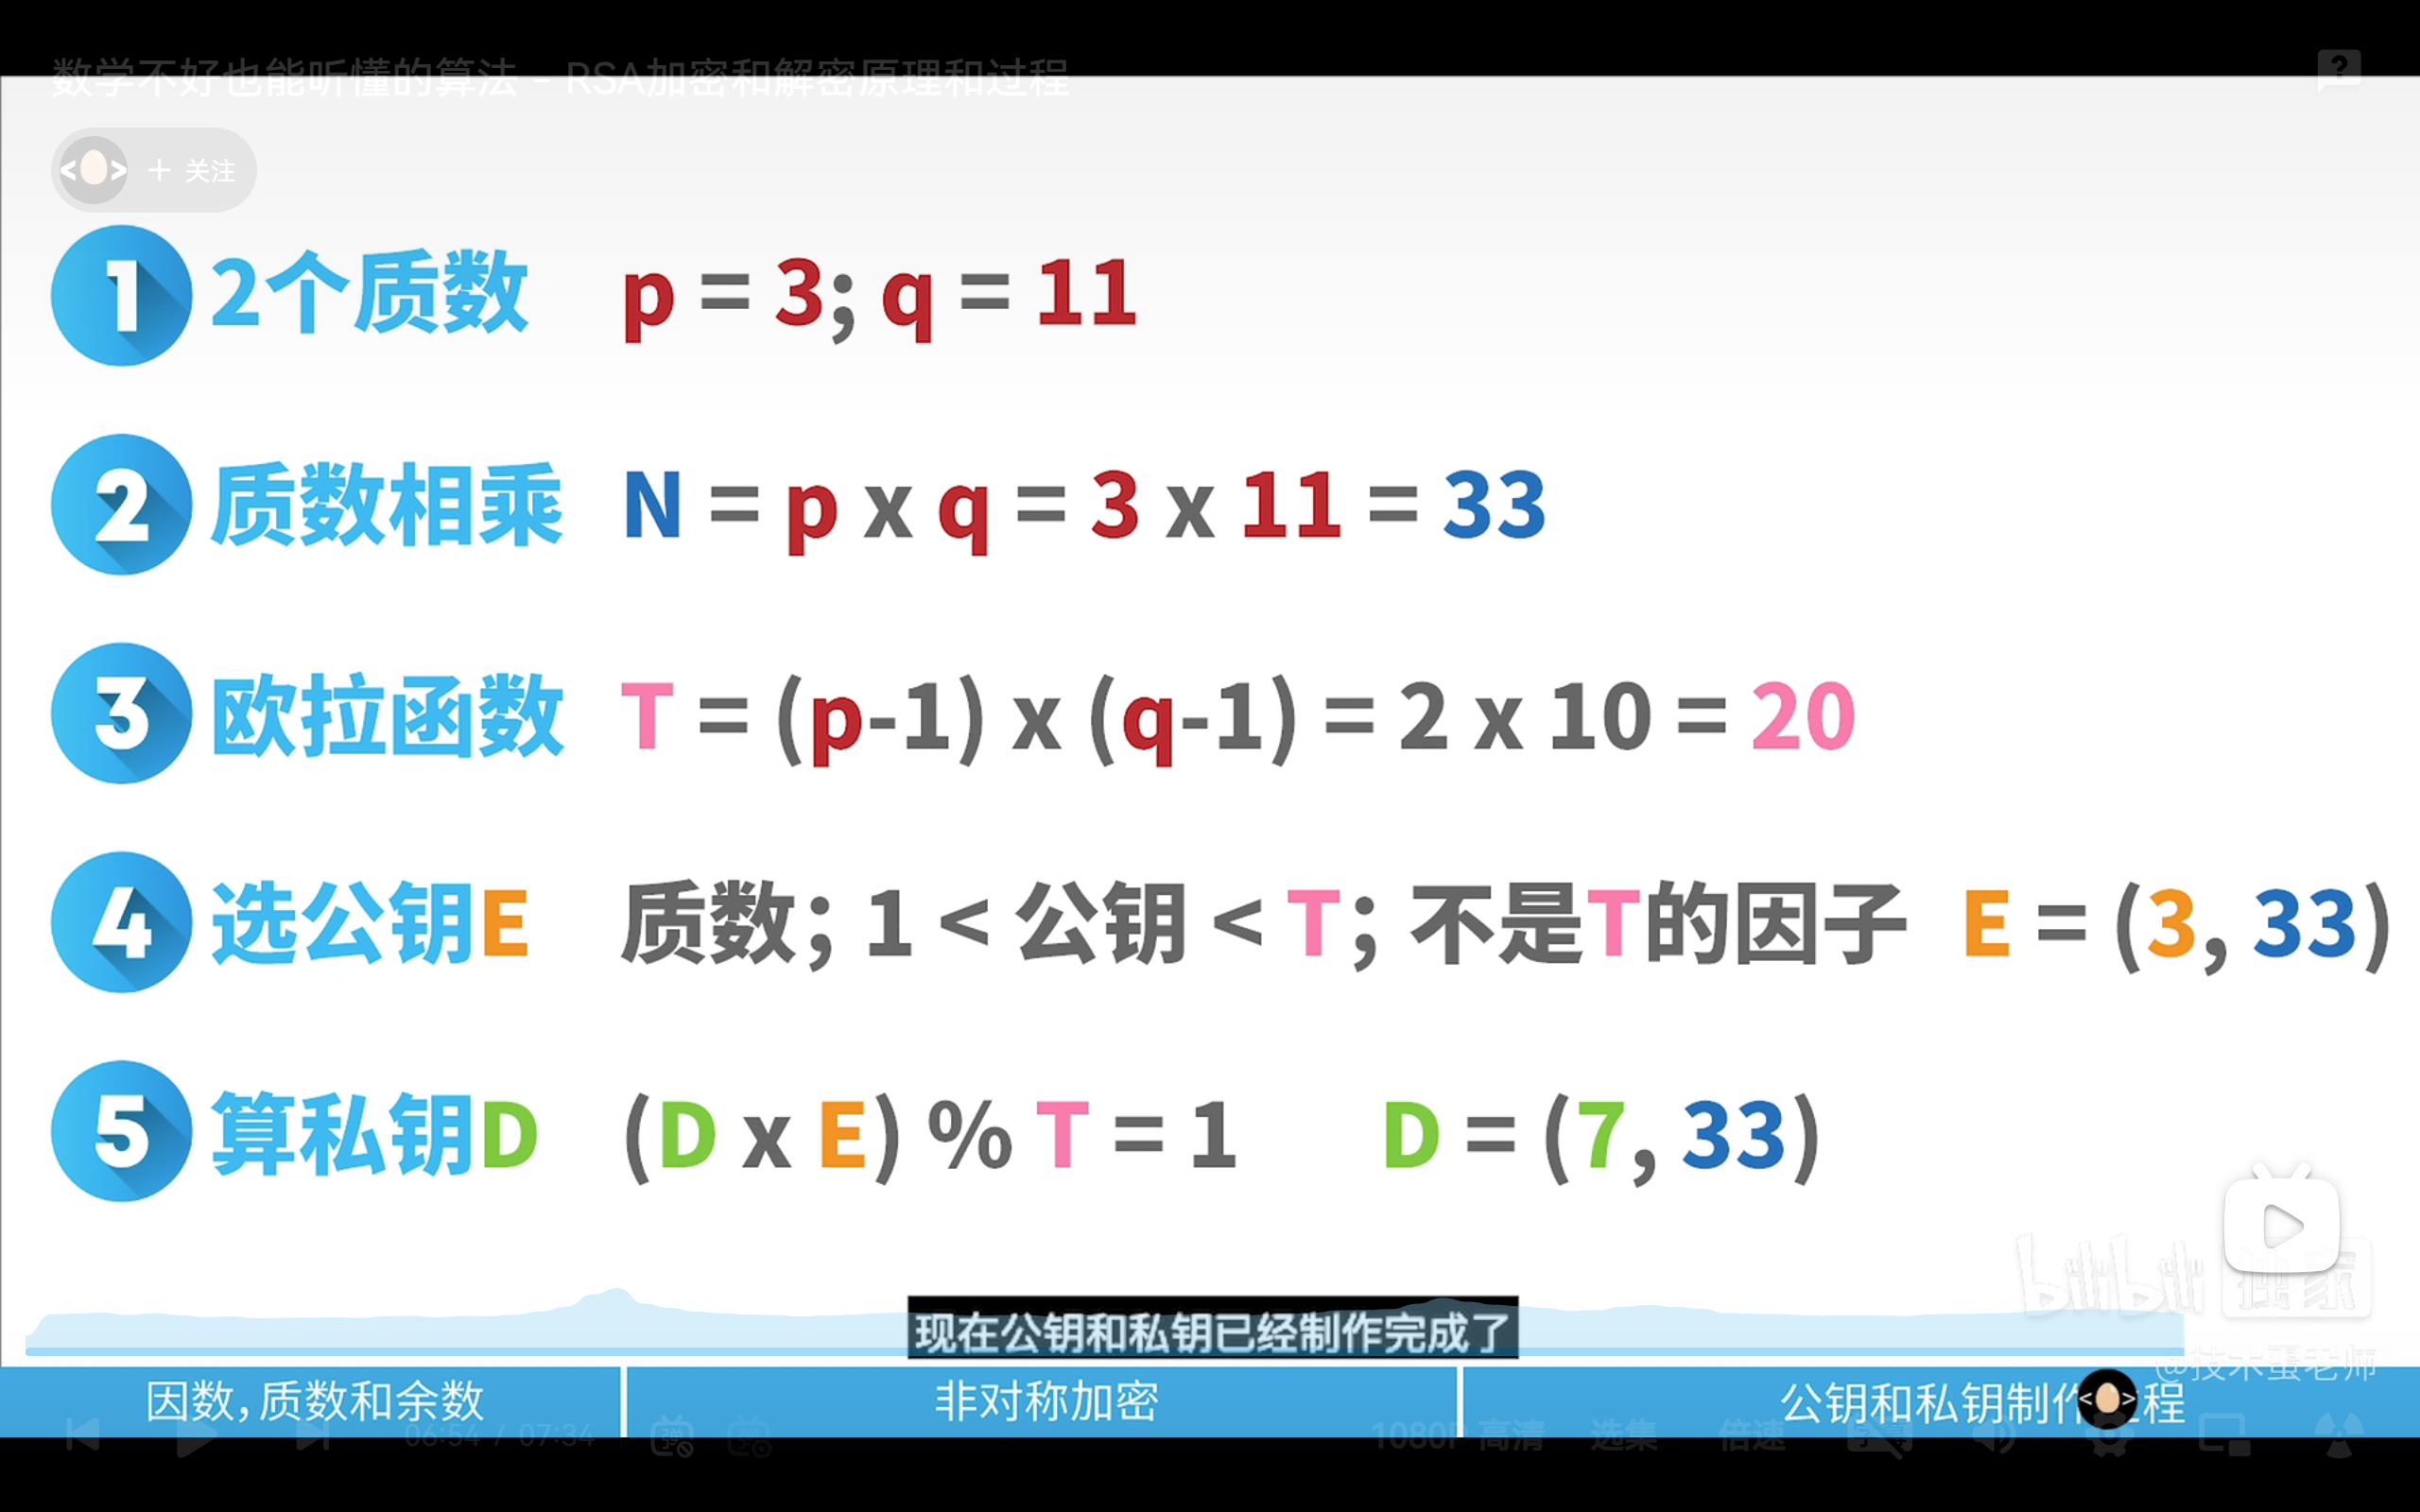 数学不好也能听懂的算法 - RSA加密和解密原理和过程
+ 关注
1 2个质数 p = 3; q = 11
2 质数相乘 N = p x q = 3 x 11 = 33
3 欧拉函数 T = (p-1) x (q-1) = 2 x 10 = 20
4 选公钥E 质数; 1 < 公钥 < T; 不是T的因子 E = (3, 33)
5 算私钥D (D x E) % T = 1 D = (7, 33)
bilibili 独家
现在公钥和私钥已经制作完成了
@技术蛋老师
因数,质数和余数 非对称加密 公钥和私钥制作过程
06:54 / 07:34 弹 1080P 高清 选集 倍速 字幕